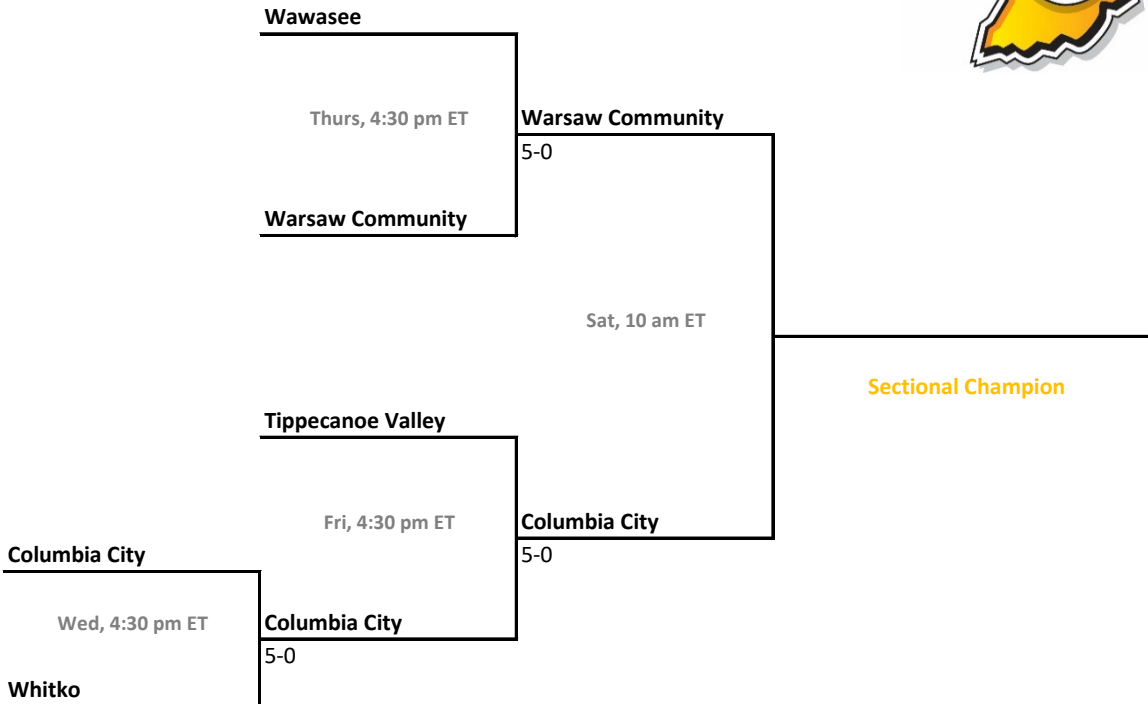 Wawasee
Thurs, 4:30 pm ET
Warsaw Community
5-0
Warsaw Community
Sat, 10 am ET
Sectional Champion
Tippecanoe Valley
Fri, 4:30 pm ET
Columbia City
5-0
Columbia City
Wed, 4:30 pm ET
Columbia City
5-0
Whitko